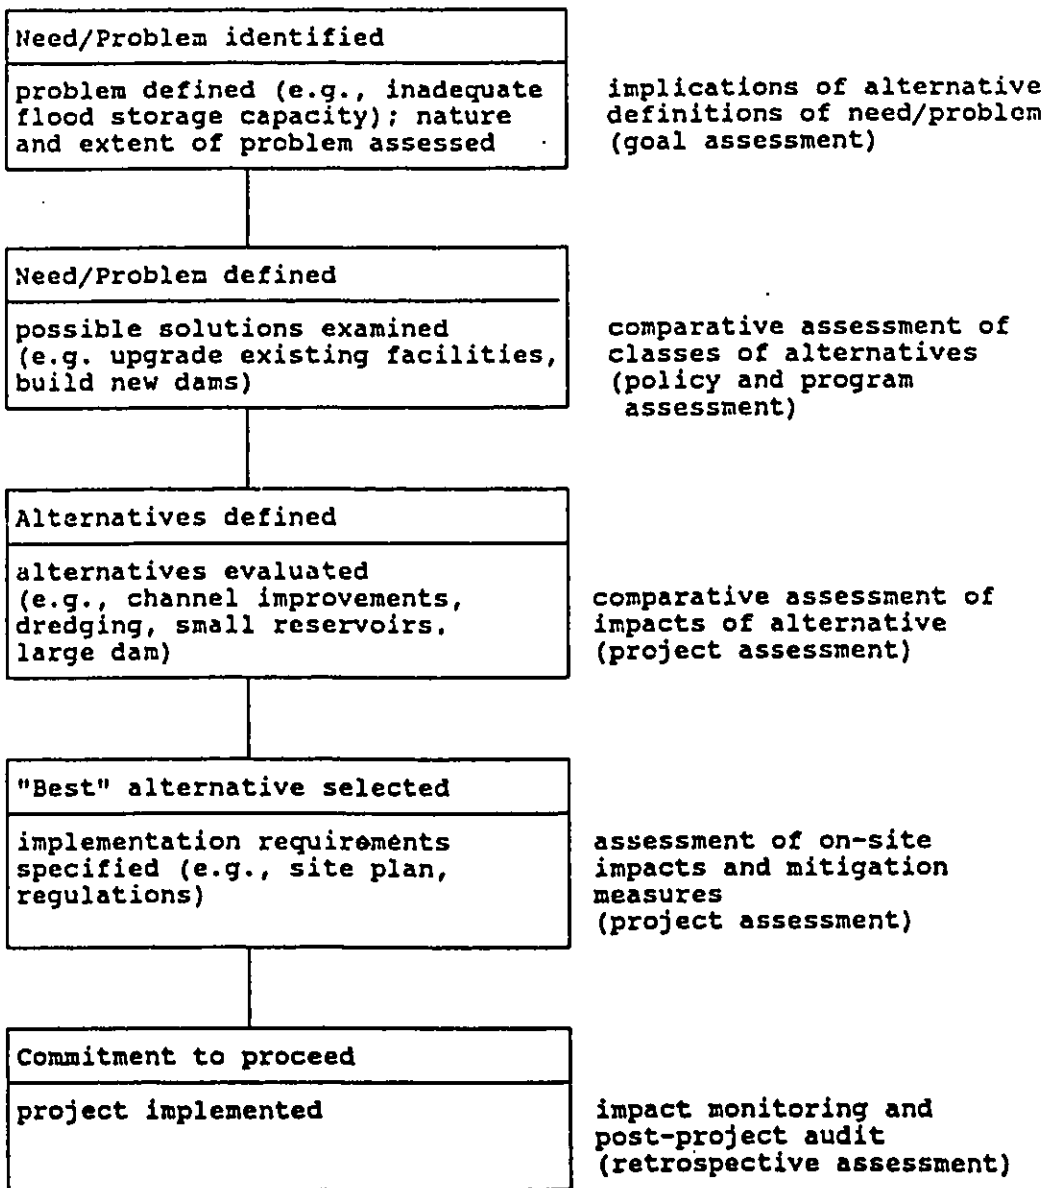 Need/Problem identified
problem defined (e.g., inadequate
flood storage capacity); nature
and extent of problem assessed
implications of alternative
definitions of need/problem
(goal assessment)
Need/Problem defined
possible solutions examined
(e.g. upgrade existing facilities,
build new dams)
comparative assessment of
classes of alternatives
(policy and program
assessment)
Alternatives defined
alternatives evaluated
(e.g., channel improvements,
dredging, small reservoirs,
large dam)
comparative assessment of
impacts of alternative
(project assessment)
"Best" alternative selected
implementation requirements
specified (e.g., site plan,
regulations)
assessment of on-site
impacts and mitigation
measures
(project assessment)
Commitment to proceed
project implemented
impact monitoring and
post-project audit
(retrospective assessment)